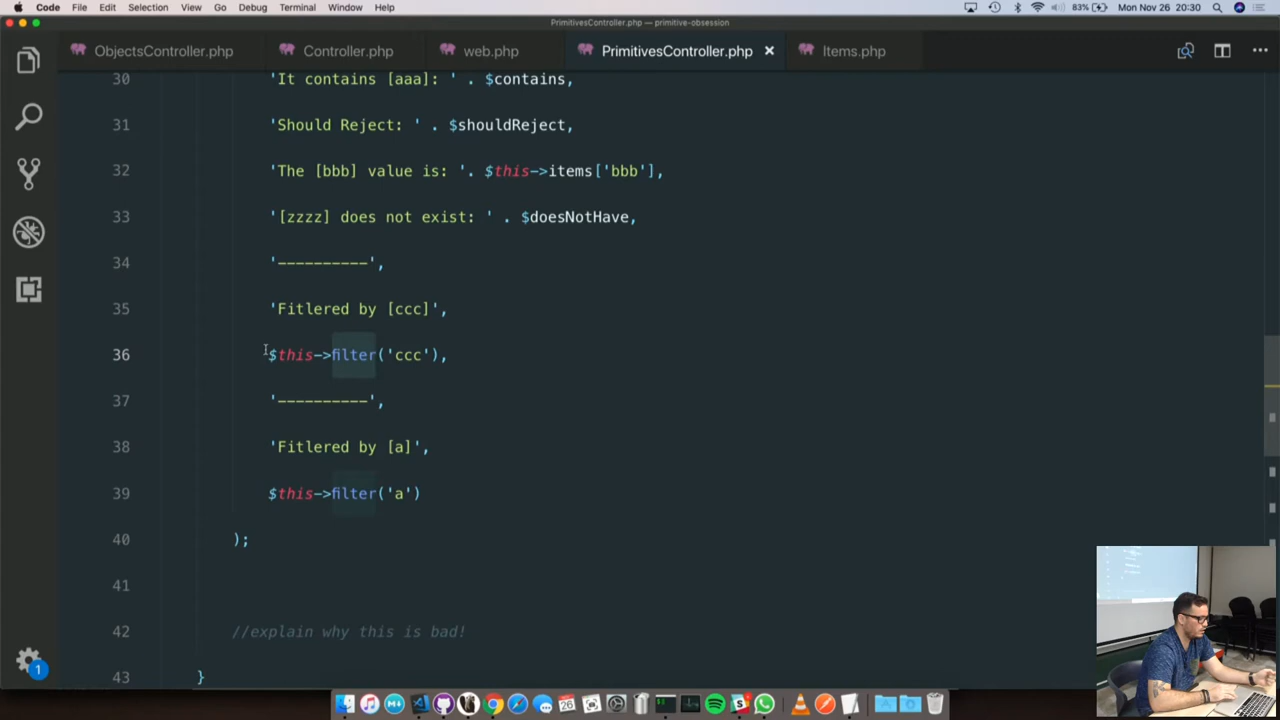 Code File Edit Selection View Go Debug Terminal Window Help 83% Mon Nov 26 20:30
PrimitivesController.php — primitive-obsession
ObjectsController.php Controller.php web.php PrimitivesController.php × Items.php
30 'It contains [aaa]: ' . $contains,
31 'Should Reject: ' . $shouldReject,
32 'The [bbb] value is: '. $this->items['bbb'],
33 '[zzzz] does not exist: ' . $doesNotHave,
34 '----------',
35 'Fitlered by [ccc]',
36 $this->filter('ccc'),
37 '----------',
38 'Fitlered by [a]',
39 $this->filter('a')
40 );
41
42 //explain why this is bad!
43 }
1